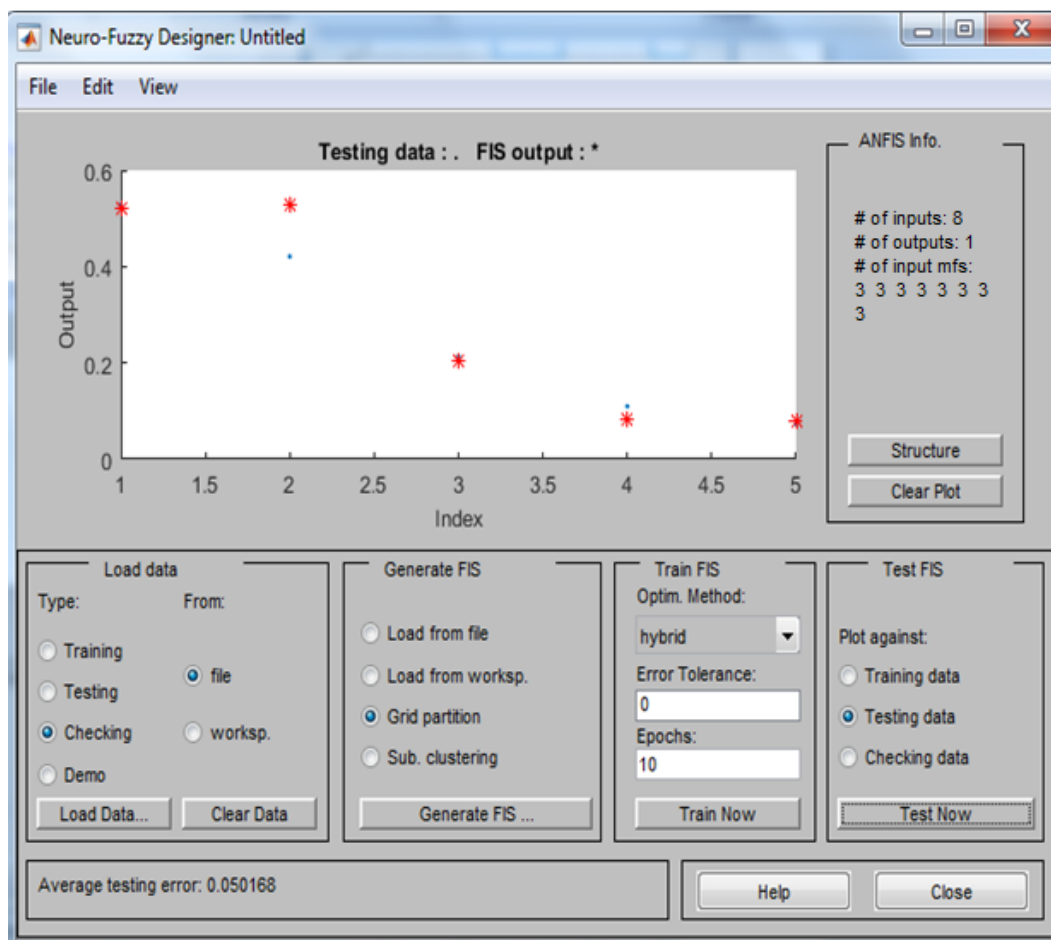 Neuro-Fuzzy Designer: Untitled
File Edit View
Testing data : . FIS output : *
0.6
0.4
0.2
0
Output
1 1.5 2 2.5 3 3.5 4 4.5 5
Index
ANFIS Info.
# of inputs: 8
# of outputs: 1
# of input mfs:
3 3 3 3 3 3 3
3
Structure
Clear Plot
Load data
Type: From:
Training
Testing
Checking
Demo
file
worksp.
Load Data... Clear Data
Generate FIS
Load from file
Load from worksp.
Grid partition
Sub. clustering
Generate FIS ...
Train FIS
Optim. Method:
hybrid
Error Tolerance:
0
Epochs:
10
Train Now
Test FIS
Plot against:
Training data
Testing data
Checking data
Test Now
Average testing error: 0.050168
Help Close